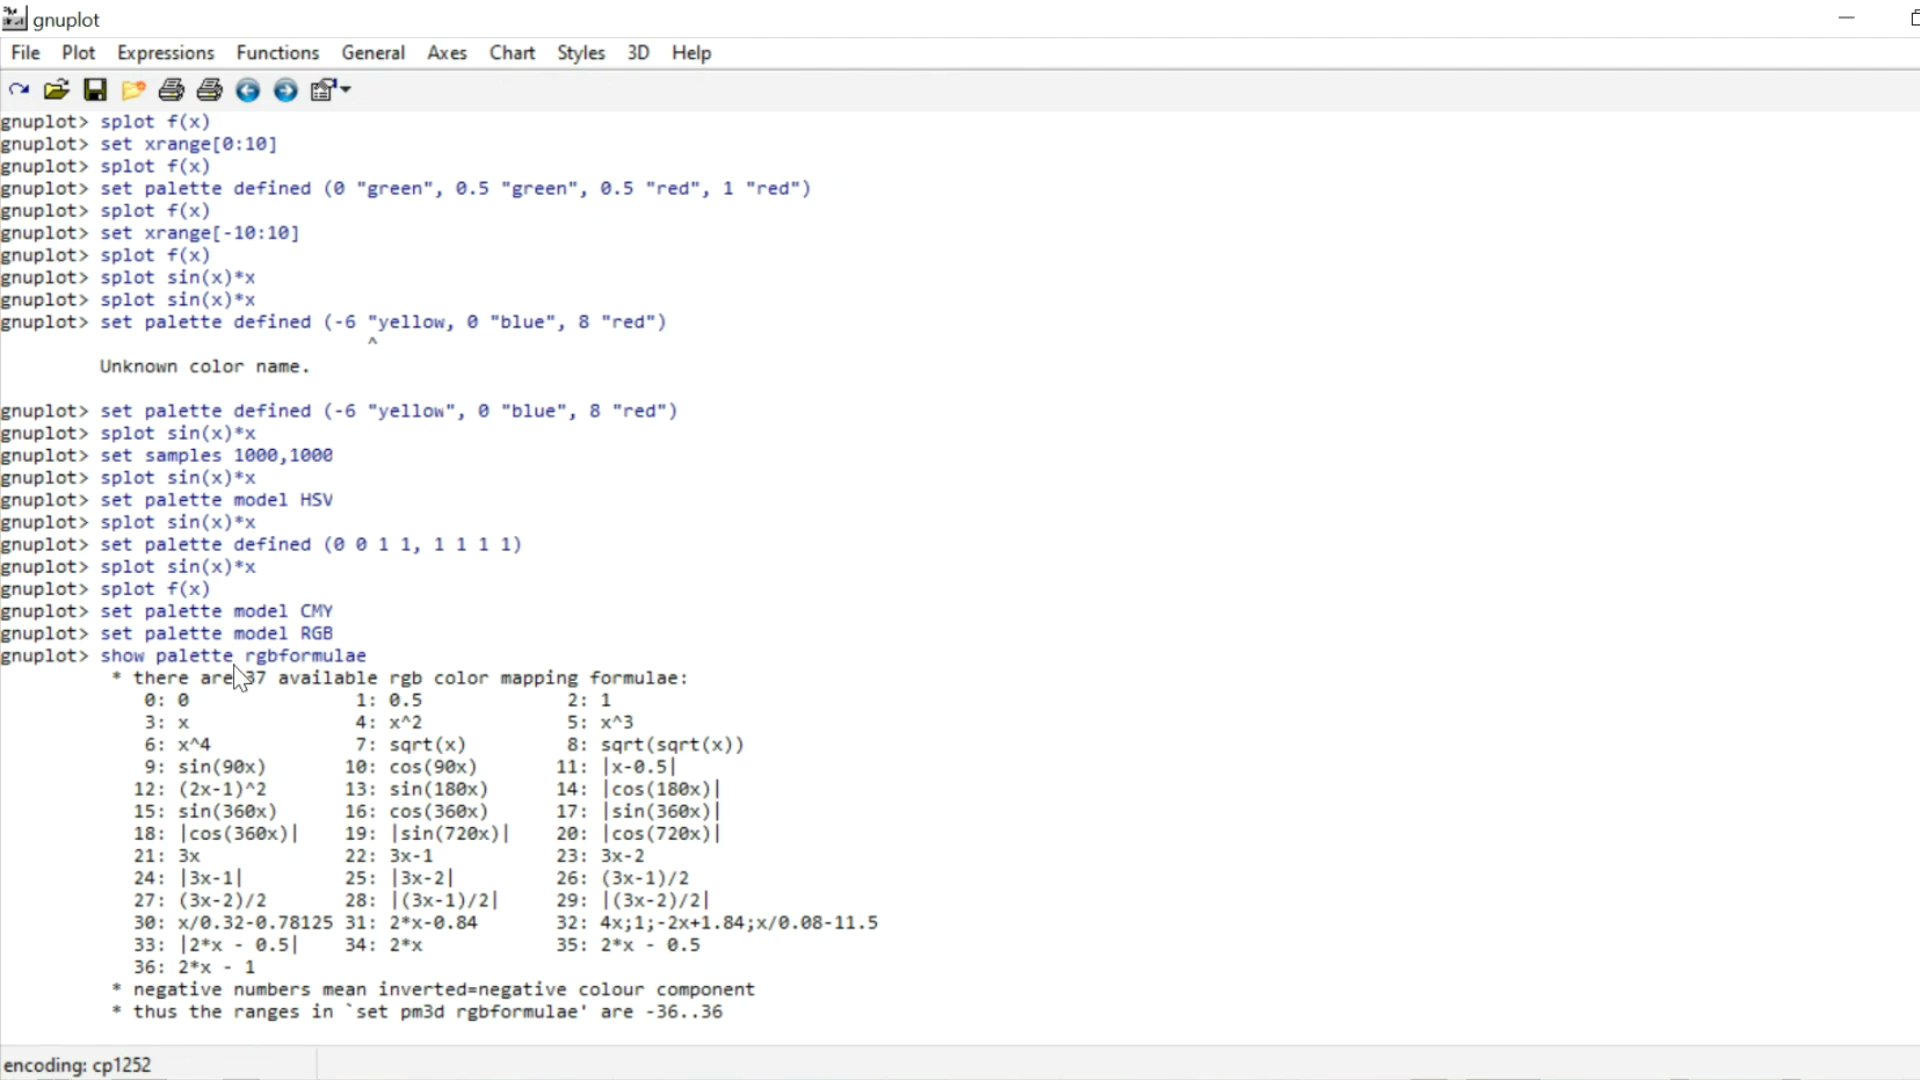 gnuplot
File Plot Expressions Functions General Axes Chart Styles 3D Help
gnuplot> splot f(x)
gnuplot> set xrange[0:10]
gnuplot> splot f(x)
gnuplot> set palette defined (0 "green", 0.5 "green", 0.5 "red", 1 "red")
gnuplot> splot f(x)
gnuplot> set xrange[-10:10]
gnuplot> splot f(x)
gnuplot> splot sin(x)*x
gnuplot> splot sin(x)*x
gnuplot> set palette defined (-6 "yellow, 0 "blue", 8 "red")
^
Unknown color name.
gnuplot> set palette defined (-6 "yellow", 0 "blue", 8 "red")
gnuplot> splot sin(x)*x
gnuplot> set samples 1000,1000
gnuplot> splot sin(x)*x
gnuplot> set palette model HSV
gnuplot> splot sin(x)*x
gnuplot> set palette defined (0 0 1 1, 1 1 1 1)
gnuplot> splot sin(x)*x
gnuplot> splot f(x)
gnuplot> set palette model CMY
gnuplot> set palette model RGB
gnuplot> show palette rgbformulae
* there are 37 available rgb color mapping formulae:
0: 0 1: 0.5 2: 1
3: x 4: x^2 5: x^3
6: x^4 7: sqrt(x) 8: sqrt(sqrt(x))
9: sin(90x) 10: cos(90x) 11: |x-0.5|
12: (2x-1)^2 13: sin(180x) 14: |cos(180x)|
15: sin(360x) 16: cos(360x) 17: |sin(360x)|
18: |cos(360x)| 19: |sin(720x)| 20: |cos(720x)|
21: 3x 22: 3x-1 23: 3x-2
24: |3x-1| 25: |3x-2| 26: (3x-1)/2
27: (3x-2)/2 28: |(3x-1)/2| 29: |(3x-2)/2|
30: x/0.32-0.78125 31: 2*x-0.84 32: 4x;1;-2x+1.84;x/0.08-11.5
33: |2*x - 0.5| 34: 2*x 35: 2*x - 0.5
36: 2*x - 1
* negative numbers mean inverted=negative colour component
* thus the ranges in `set pm3d rgbformulae' are -36..36
encoding: cp1252